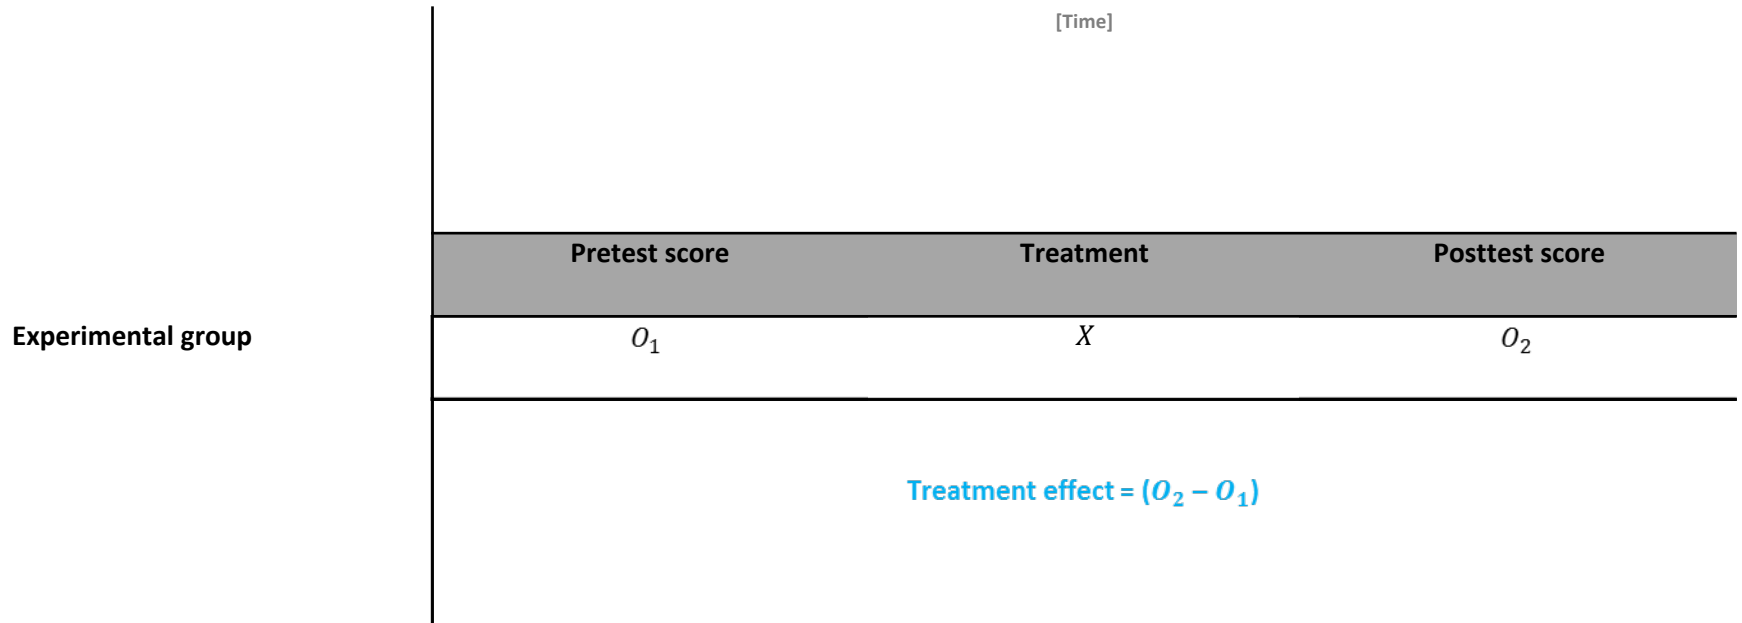 [Time]
Pretest score Treatment Posttest score
Experimental group O₁ X O₂
Treatment effect = (O₂ – O₁)